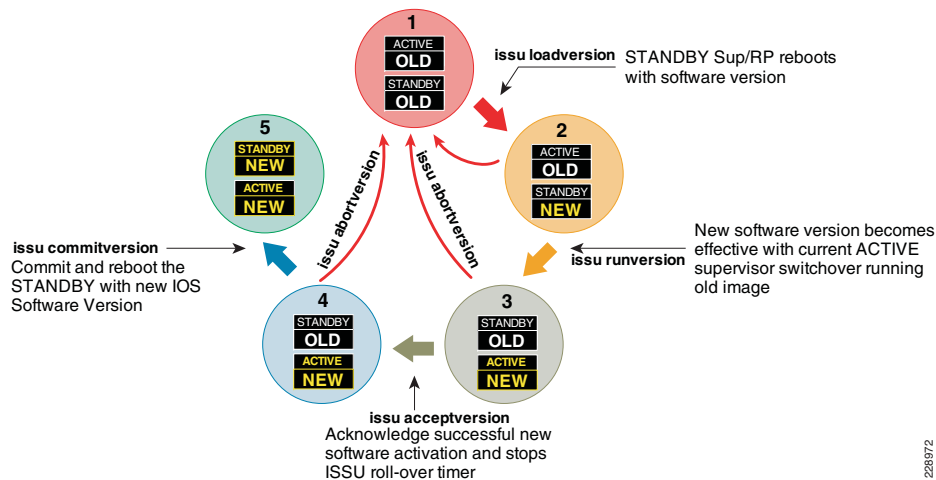 1
ACTIVE
OLD
STANDBY
OLD
issu loadversion
STANDBY Sup/RP reboots
with software version
2
ACTIVE
OLD
STANDBY
NEW
issu runversion
New software version becomes
effective with current ACTIVE
supervisor switchover running
old image
3
STANDBY
OLD
ACTIVE
NEW
issu acceptversion
Acknowledge successful new
software activation and stops
ISSU roll-over timer
4
STANDBY
OLD
ACTIVE
NEW
issu commitversion
Commit and reboot the
STANDBY with new IOS
Software Version
5
STANDBY
NEW
ACTIVE
NEW
issu abortversion
issu abortversion
228972